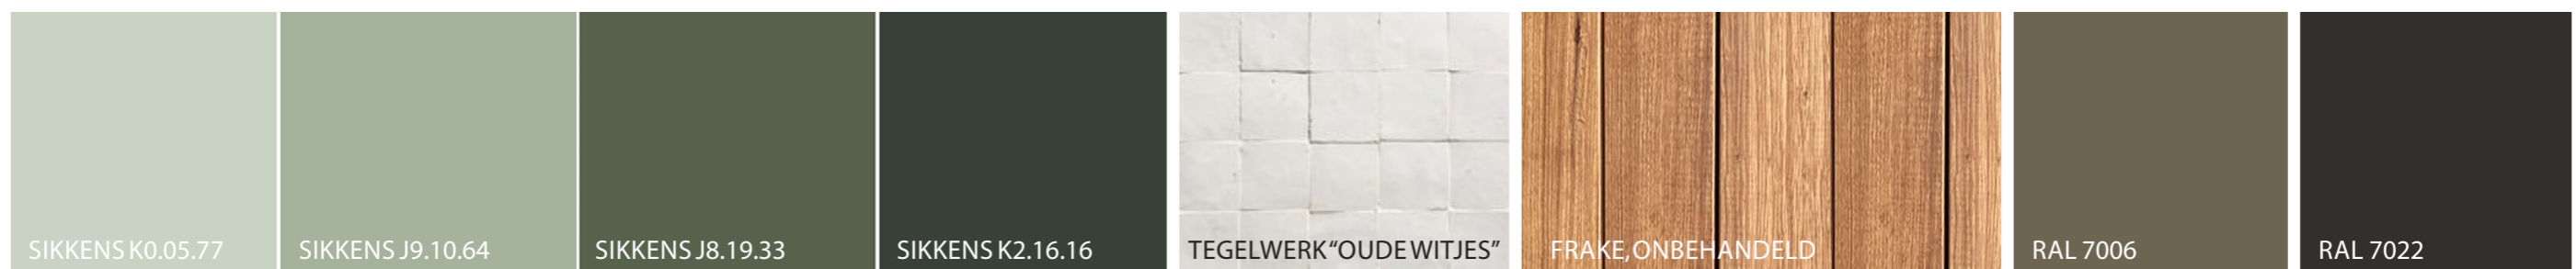 SIKKENS K0.05.77
SIKKENS J9.10.64
SIKKENS J8.19.33
SIKKENS K2.16.16
TEGELWERK “OUDE WITJES”
FRAKE, ONBEHANDELD
RAL 7006
RAL 7022